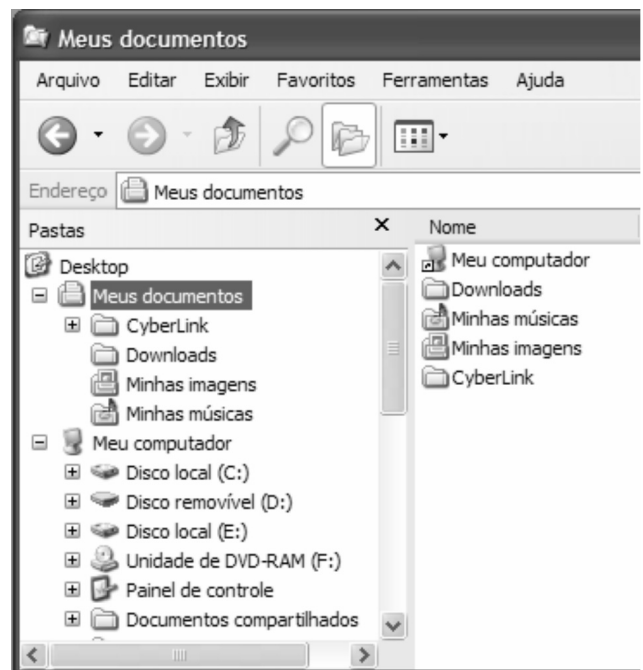 Meus documentos
Arquivo Editar Exibir Favoritos Ferramentas Ajuda
Endereço Meus documentos
Pastas
Desktop
Meus documentos
CyberLink
Downloads
Minhas imagens
Minhas músicas
Meu computador
Disco local (C:)
Disco removível (D:)
Disco local (E:)
Unidade de DVD-RAM (F:)
Painel de controle
Documentos compartilhados
Nome
Meu computador
Downloads
Minhas músicas
Minhas imagens
CyberLink